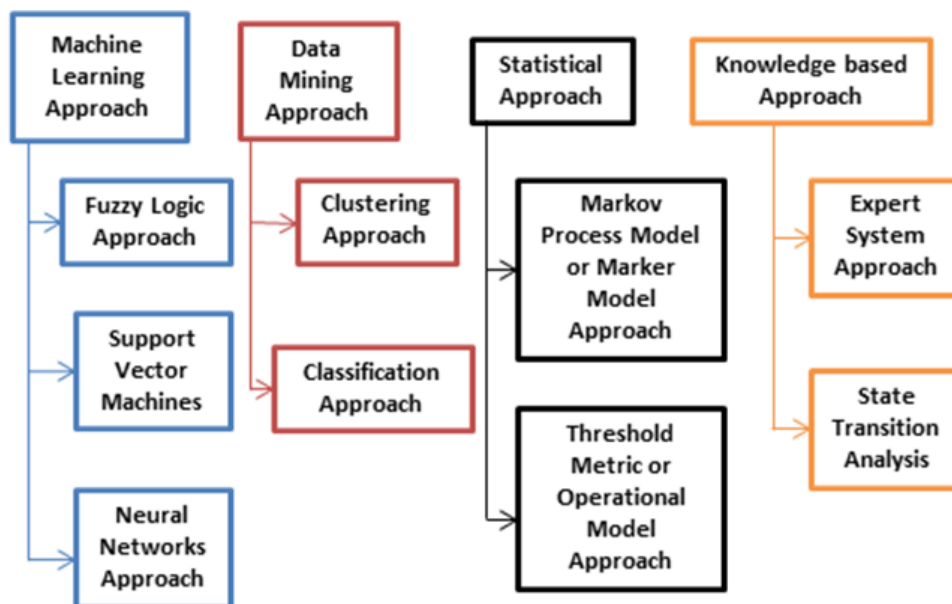 Machine
Learning
Approach
Fuzzy Logic
Approach
Support
Vector
Machines
Neural
Networks
Approach
Data
Mining
Approach
Clustering
Approach
Classification
Approach
Statistical
Approach
Markov
Process Model
or Marker
Model
Approach
Threshold
Metric or
Operational
Model
Approach
Knowledge based
Approach
Expert
System
Approach
State
Transition
Analysis